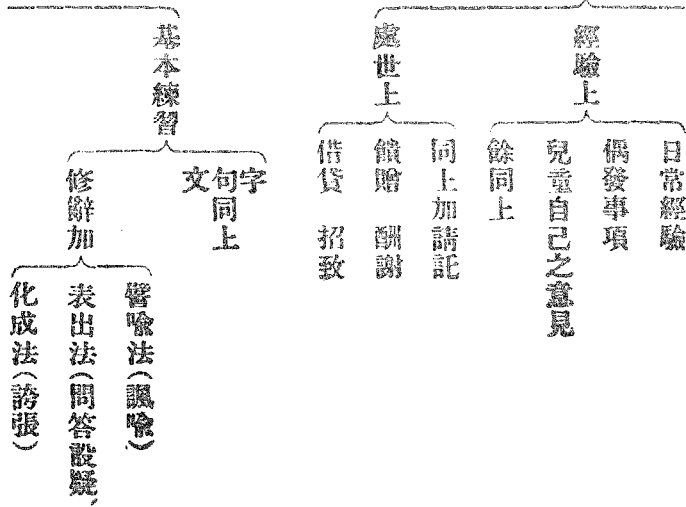 經驗上
日常經驗
偶發事項
兒童自己之意見
餘同上
處世上
同上加請託
餽贈 酬謝
借貸 招致
基本練習
字
句同上
文
修辭加
譬喩法(諷喩)
表出法(問答設疑、
化成法(誇張)